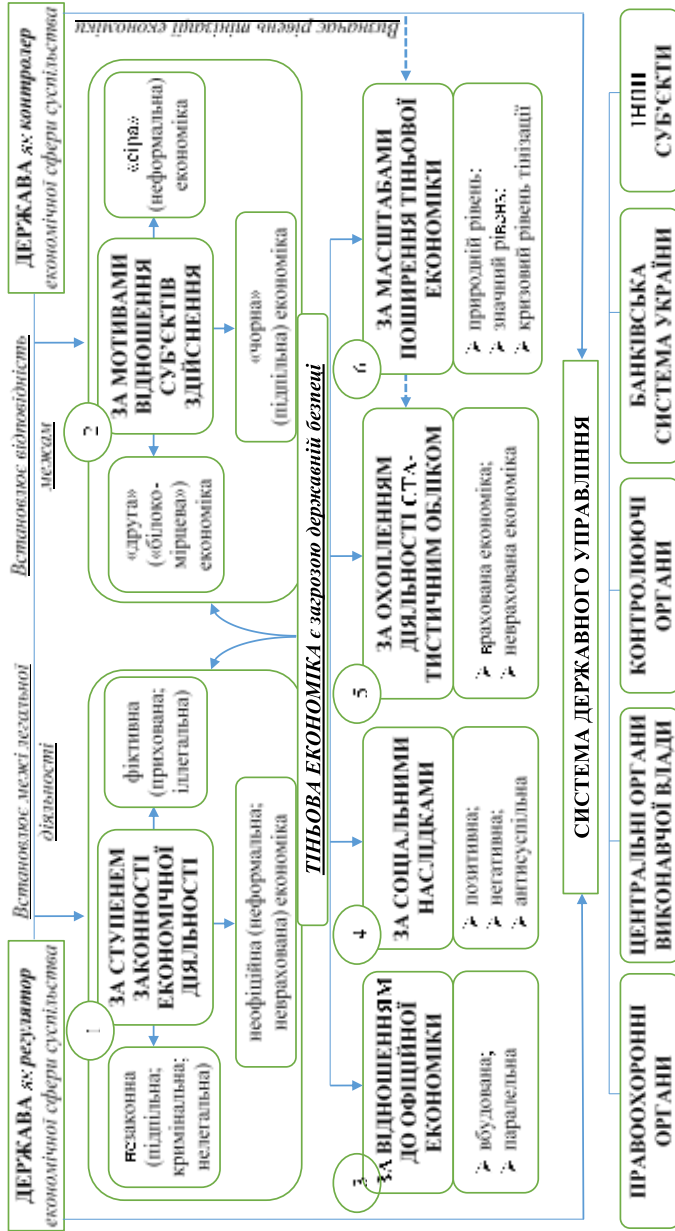 ДЕРЖАВА як регулятор
економічної сфери суспільства
Встановлює межі легальної
діяльності
Встановлює відповідність
межам
ДЕРЖАВА як контролер
економічної сфери суспільства
Визначає рівень тінізації економіки
1
ЗА СТУПЕНЕМ
ЗАКОННОСТІ
ЕКОНОМІЧНОЇ
ДІЯЛЬНОСТІ
незаконна
(підпільна;
кримінальна;
нелегальна)
фіктивна
(прихована;
іллегальна)
неофіційна (неформальна;
неврахована) економіка
2
ЗА МОТИВАМИ
ВІДНОШЕННЯ
СУБ'ЄКТІВ
ЗДІЙСНЕННЯ
«друга»
(«білоко-
мірцева»)
економіка
«сіра»
(неформальна)
економіка
«чорна»
(підпільна) економіка
ТІНЬОВА ЕКОНОМІКА є загрозою державній безпеці
3
ЗА ВІДНОШЕННЯМ
ДО ОФІЦІЙНОЇ
ЕКОНОМІКИ
вбудована;
паралельна
4
ЗА СОЦІАЛЬНИМИ
НАСЛІДКАМИ
позитивна;
негативна;
антисуспільна
5
ЗА ОХОПЛЕННЯМ
ДІЯЛЬНОСТІ СТА-
ТИСТИЧНИМ ОБЛІКОМ
врахована економіка;
неврахована економіка
6
ЗА МАСШТАБАМИ
ПОШИРЕННЯ ТІНЬОВОЇ
ЕКОНОМІКИ
природній рівень;
значний рівень;
кризовий рівень тінізації
СИСТЕМА ДЕРЖАВНОГО УПРАВЛІННЯ
ПРАВООХОРОННІ
ОРГАНИ
ЦЕНТРАЛЬНІ ОРГАНИ
ВИКОНАВЧОЇ ВЛАДИ
КОНТРОЛЮЮЧІ
ОРГАНИ
БАНКІВСЬКА
СИСТЕМА УКРАЇНИ
ІНШІ
СУБ'ЄКТИ